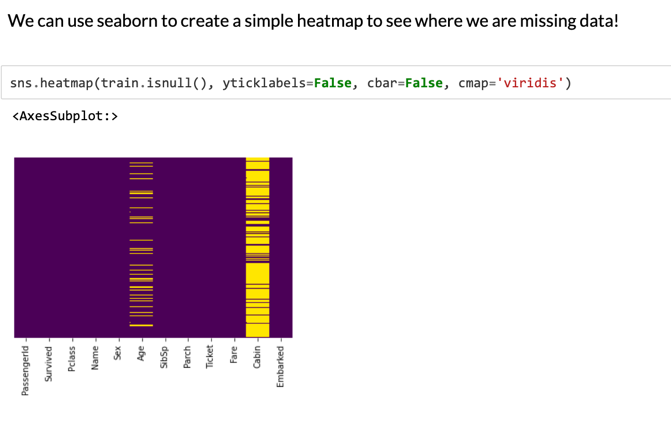 We can use seaborn to create a simple heatmap to see where we are missing data!
sns.heatmap(train.isnull(), yticklabels=False, cbar=False, cmap='viridis')
<AxesSubplot:>
PassengerId
Survived
Pclass
Name
Sex
Age
SibSp
Parch
Ticket
Fare
Cabin
Embarked